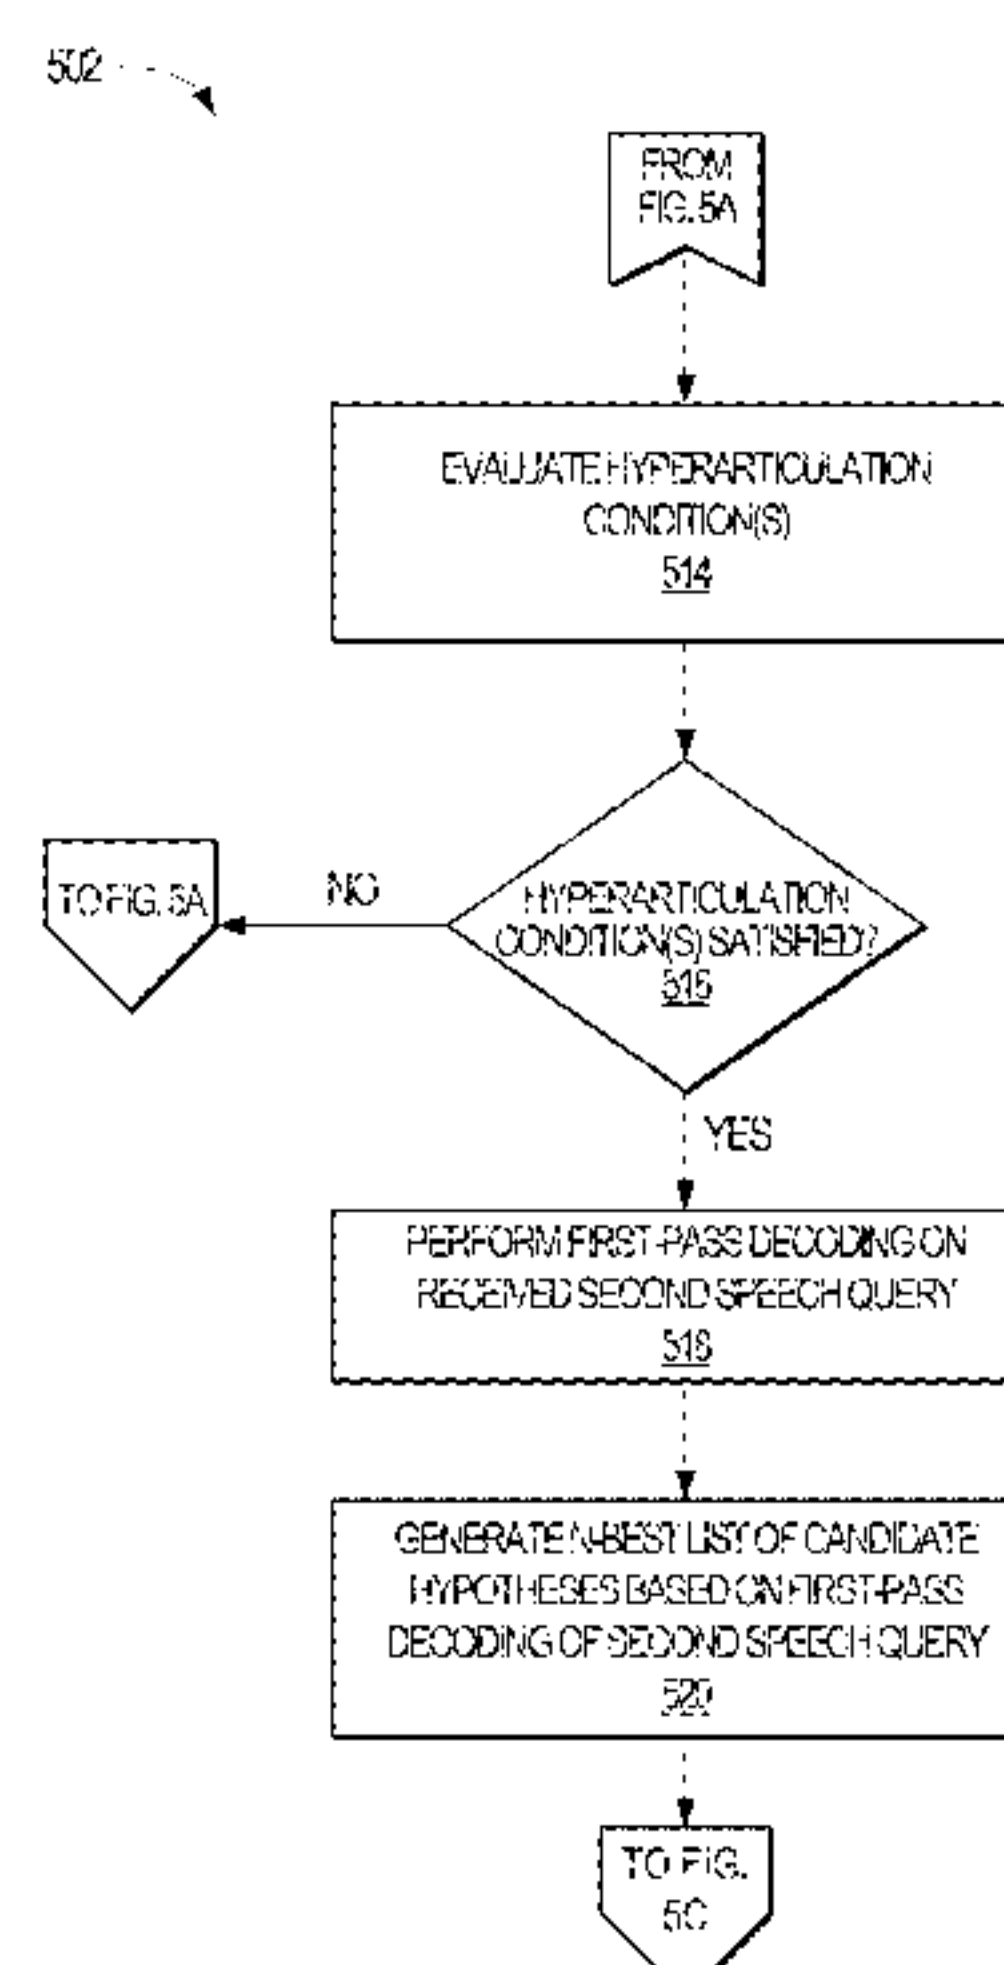 502
FROM
FIG. 5A
EVALUATE HYPERARTICULATION
CONDITION(S)
514
TO FIG. 5A
NO
HYPERARTICULATION
CONDITION(S) SATISFIED?
516
YES
PERFORM FIRST-PASS DECODING ON
RECEIVED SECOND SPEECH QUERY
518
GENERATE N-BEST LIST OF CANDIDATE
HYPOTHESES BASED ON FIRST-PASS
DECODING OF SECOND SPEECH QUERY
520
TO FIG.
5C